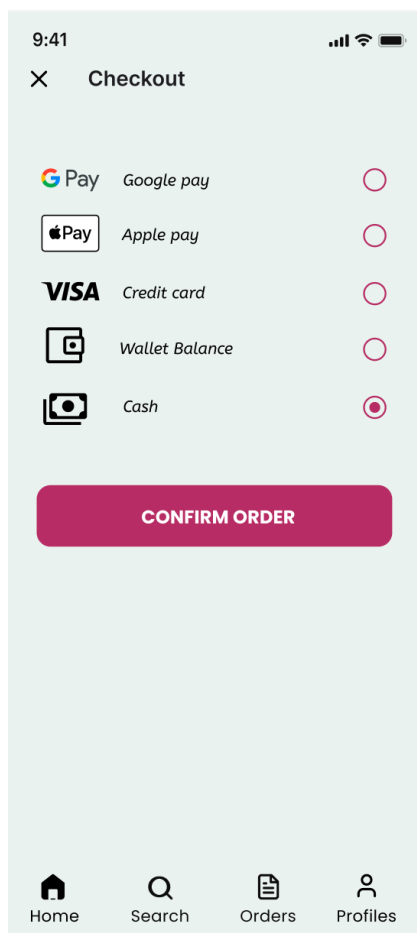 9:41
Checkout
G Pay Google pay
Pay Apple pay
VISA Credit card
Wallet Balance
Cash
CONFIRM ORDER
Home Search Orders Profiles